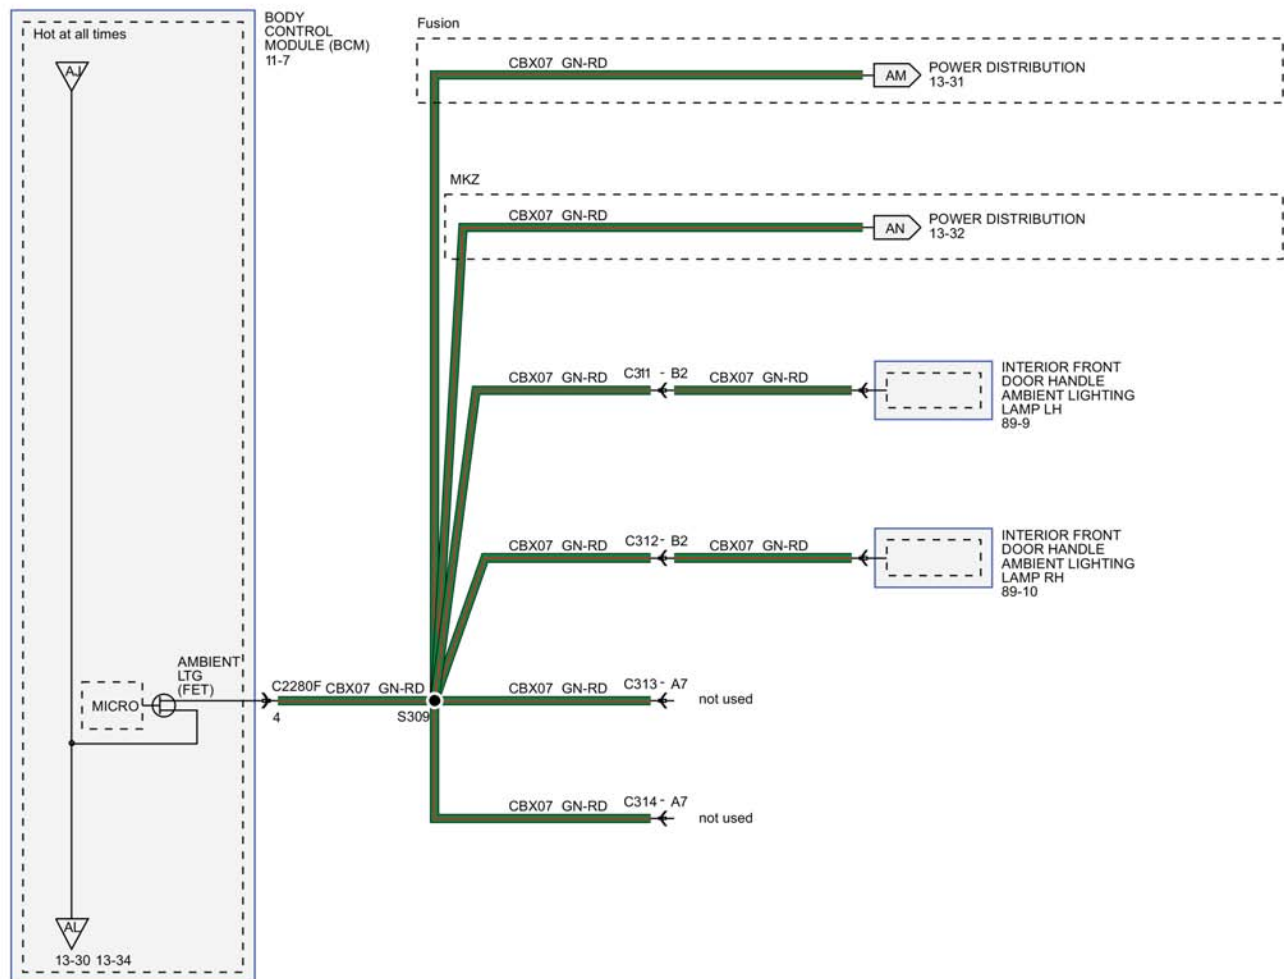 BODY
CONTROL
MODULE (BCM)
11-7
Hot at all times
AJ
Fusion
CBX07 GN-RD
AM
POWER DISTRIBUTION
13-31
MKZ
CBX07 GN-RD
AN
POWER DISTRIBUTION
13-32
CBX07 GN-RD
C311 - B2
CBX07 GN-RD
INTERIOR FRONT
DOOR HANDLE
AMBIENT LIGHTING
LAMP LH
89-9
CBX07 GN-RD
C312- B2
CBX07 GN-RD
INTERIOR FRONT
DOOR HANDLE
AMBIENT LIGHTING
LAMP RH
89-10
AMBIENT
LTG
(FET)
MICRO
C2280F
4
CBX07 GN-RD
S309
CBX07 GN-RD
C313- A7
not used
CBX07 GN-RD
C314- A7
not used
AL
13-30 13-34